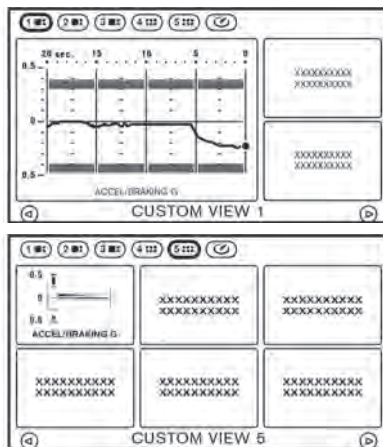 1 2 3 4 5
20 sec. 15 10 5 0
0.5
0
0.5
ACCEL/BRAKING G
XXXXXXXXXX
XXXXXXXXXX
XXXXXXXXXX
XXXXXXXXXX
CUSTOM VIEW 1
1 2 3 4 5
0.5
0
0.5
ACCEL/BRAKING G
XXXXXXXXXX XXXXXXXXXX
XXXXXXXXXX XXXXXXXXXX
XXXXXXXXXX XXXXXXXXXX XXXXXXXXXX
XXXXXXXXXX XXXXXXXXXX XXXXXXXXXX
CUSTOM VIEW 5